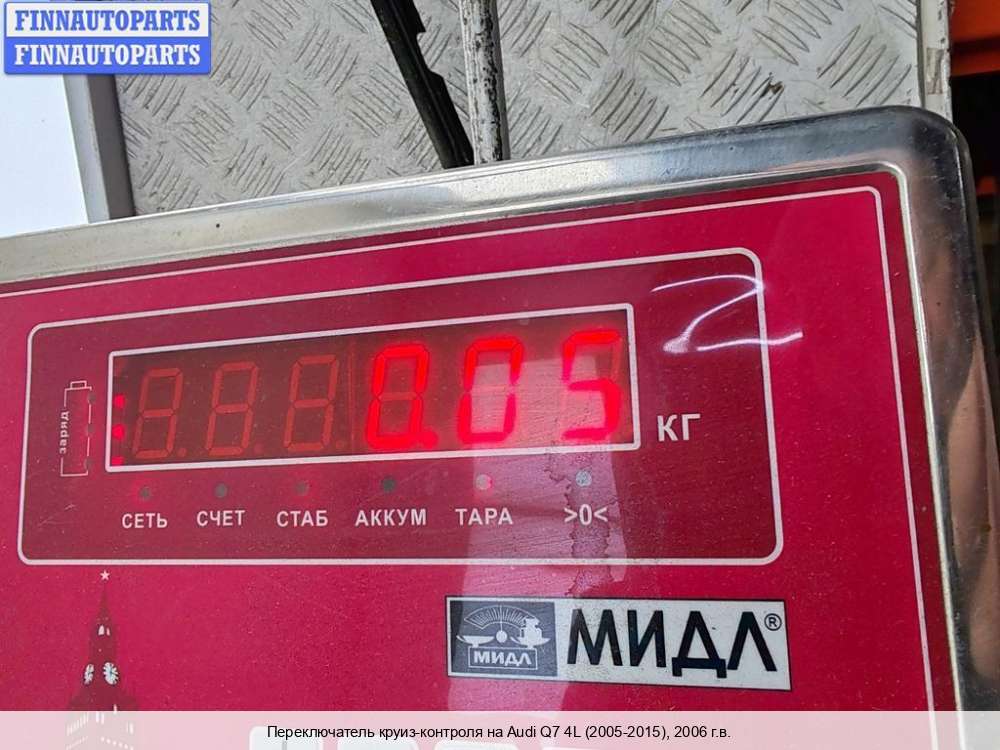 FINNAUTOPARTS
FINNAUTOPARTS
заряд
0.05
КГ
СЕТЬ СЧЕТ СТАБ АККУМ ТАРА >0<
МИДЛ
МИДЛ®
Переключатель круиз-контроля на Audi Q7 4L (2005-2015), 2006 г.в.